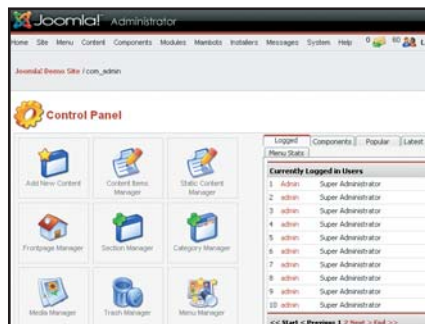 Joomla! Administrator
Home Site Menu Content Components Modules Mambots Installers Messages System Help 0 60 L
Joomla! Demo Site / com_admin
Control Panel
Logged Components Popular Latest
Menu Stats
Add New Content
Content Items Manager
Static Content Manager
Frontpage Manager
Section Manager
Category Manager
Media Manager
Trash Manager
Menu Manager
Currently Logged in Users
1 Admin Super Administrator
2 admin Super Administrator
3 admin Super Administrator
4 admin Super Administrator
5 admin Super Administrator
6 admin Super Administrator
7 admin Super Administrator
8 admin Super Administrator
9 admin Super Administrator
10 admin Super Administrator
<< Start < Previous 1 2 Next > End >>